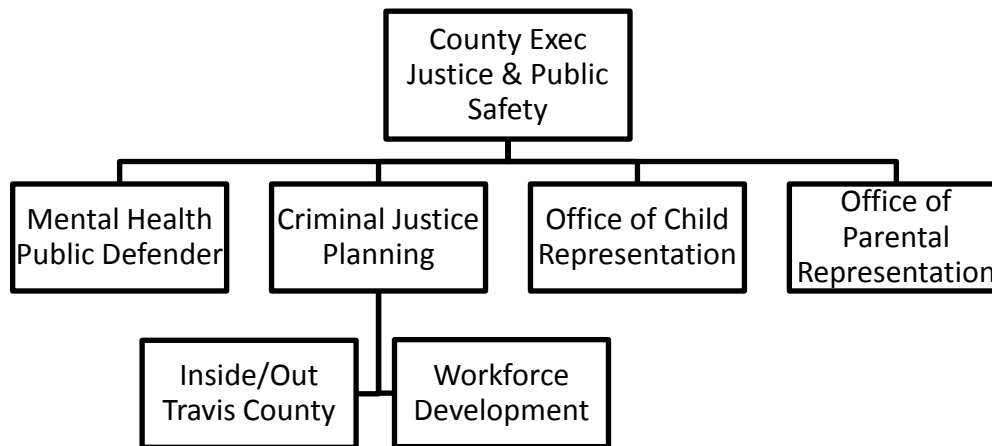 County Exec
Justice & Public
Safety
Mental Health
Public Defender
Criminal Justice
Planning
Office of Child
Representation
Office of
Parental
Representation
Inside/Out
Travis County
Workforce
Development